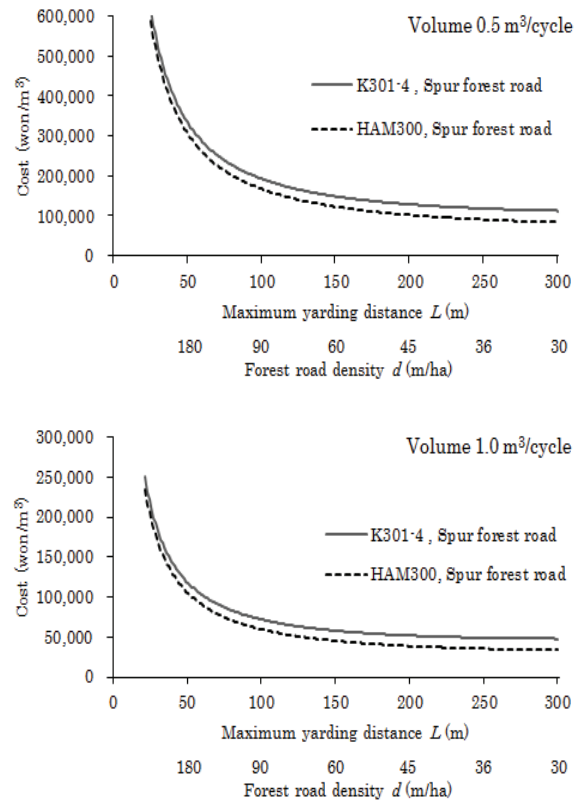 Volume 0.5 m³/cycle
600,000
500,000
400,000
300,000
200,000
100,000
0
Cost (won/m³)
K301-4 , Spur forest road
HAM300, Spur forest road
0 50 100 150 200 250 300
Maximum yarding distance L (m)
180 90 60 45 36 30
Forest road density d (m/ha)
Volume 1.0 m³/cycle
300,000
250,000
200,000
150,000
100,000
50,000
0
Cost (won/m³)
K301-4 , Spur forest road
HAM300, Spur forest road
0 50 100 150 200 250 300
Maximum yarding distance L (m)
180 90 60 45 36 30
Forest road density d (m/ha)